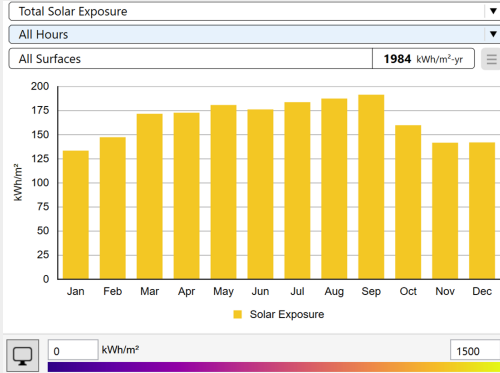 Total Solar Exposure
All Hours
All Surfaces 1984 kWh/m²-yr
200
175
150
125
100
75
50
25
0
kWh/m²
Jan Feb Mar Apr May Jun Jul Aug Sep Oct Nov Dec
Solar Exposure
0 kWh/m² 1500